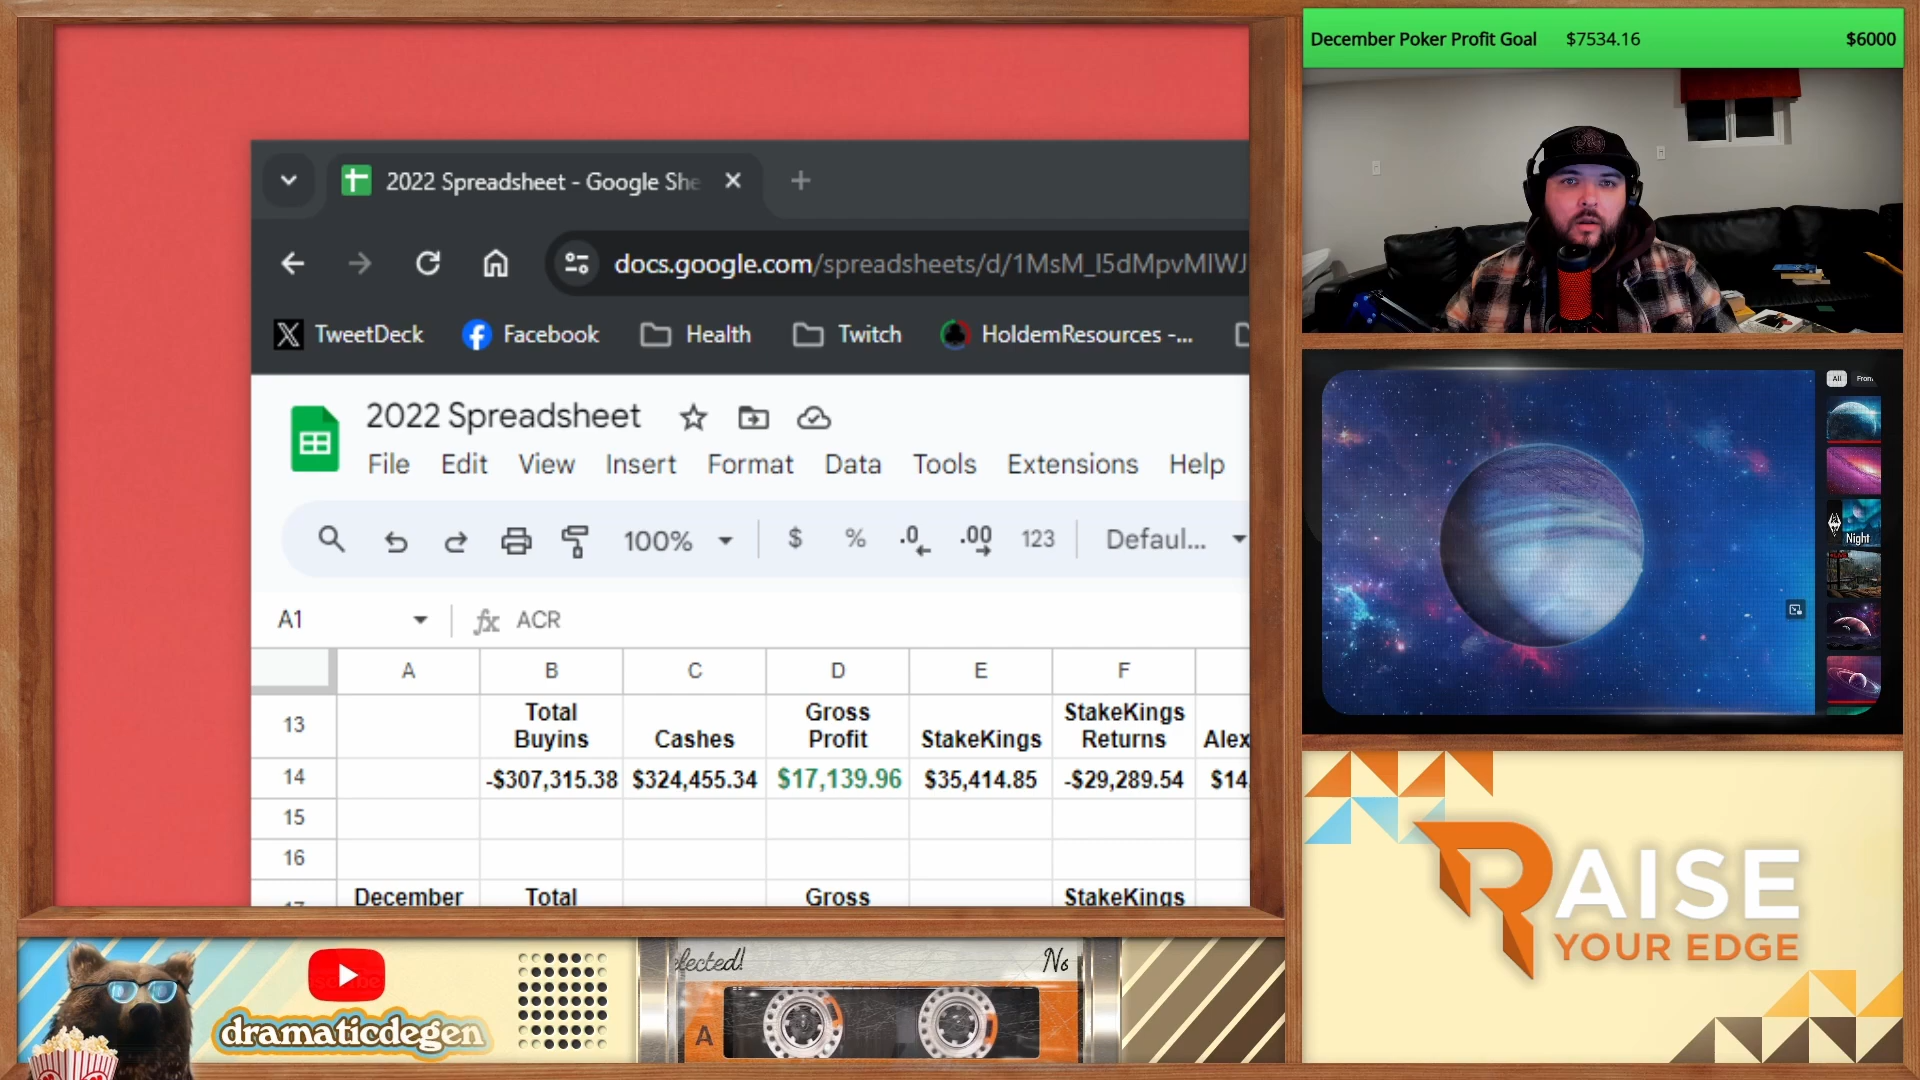 December Poker Profit Goal $7534.16 $6000
2022 Spreadsheet - Google She
docs.google.com/spreadsheets/d/1MsM_I5dMpvMIWJ
TweetDeck Facebook Health Twitch HoldemResources -...
2022 Spreadsheet
File Edit View Insert Format Data Tools Extensions Help
100% $ % .0 .00 123 Defaul...
A1 fx ACR
A B C D E F
13 Total Buyins Cashes Gross Profit StakeKings StakeKings Returns Alex
14 -$307,315.38 $324,455.34 $17,139.96 $35,414.85 -$29,289.54 $14,
15
16
December Total Gross StakeKings
All Fron
Night
RAISE
YOUR EDGE
dramaticdegen
elected! No
A